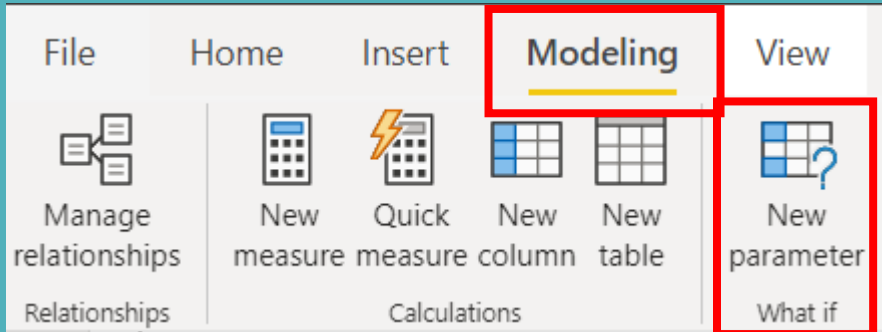 File Home Insert Modeling View
Manage New Quick New New New
relationships measure measure column table parameter
Relationships Calculations What if